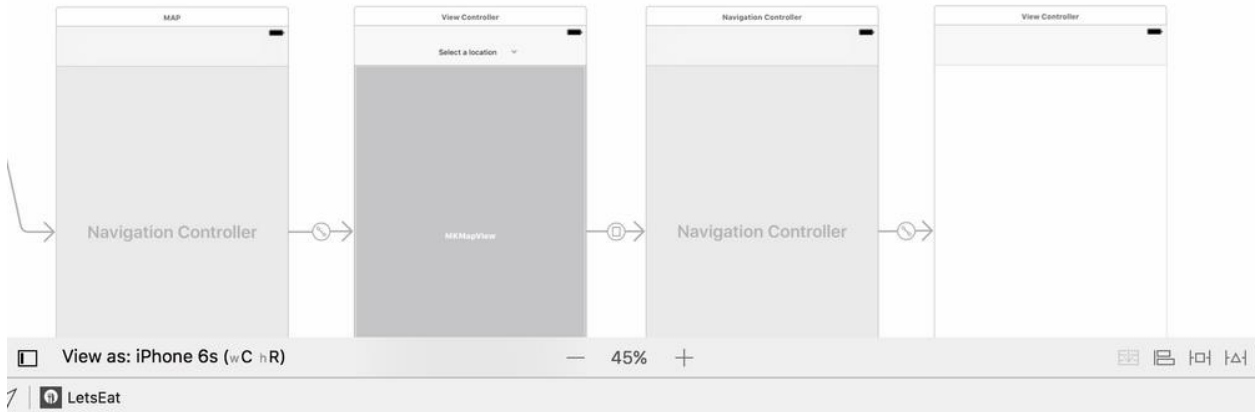 MAP
View Controller
Navigation Controller
View Controller
Select a location
Navigation Controller
MKMapView
Navigation Controller
View as: iPhone 6s (wC hR)
45%
LetsEat